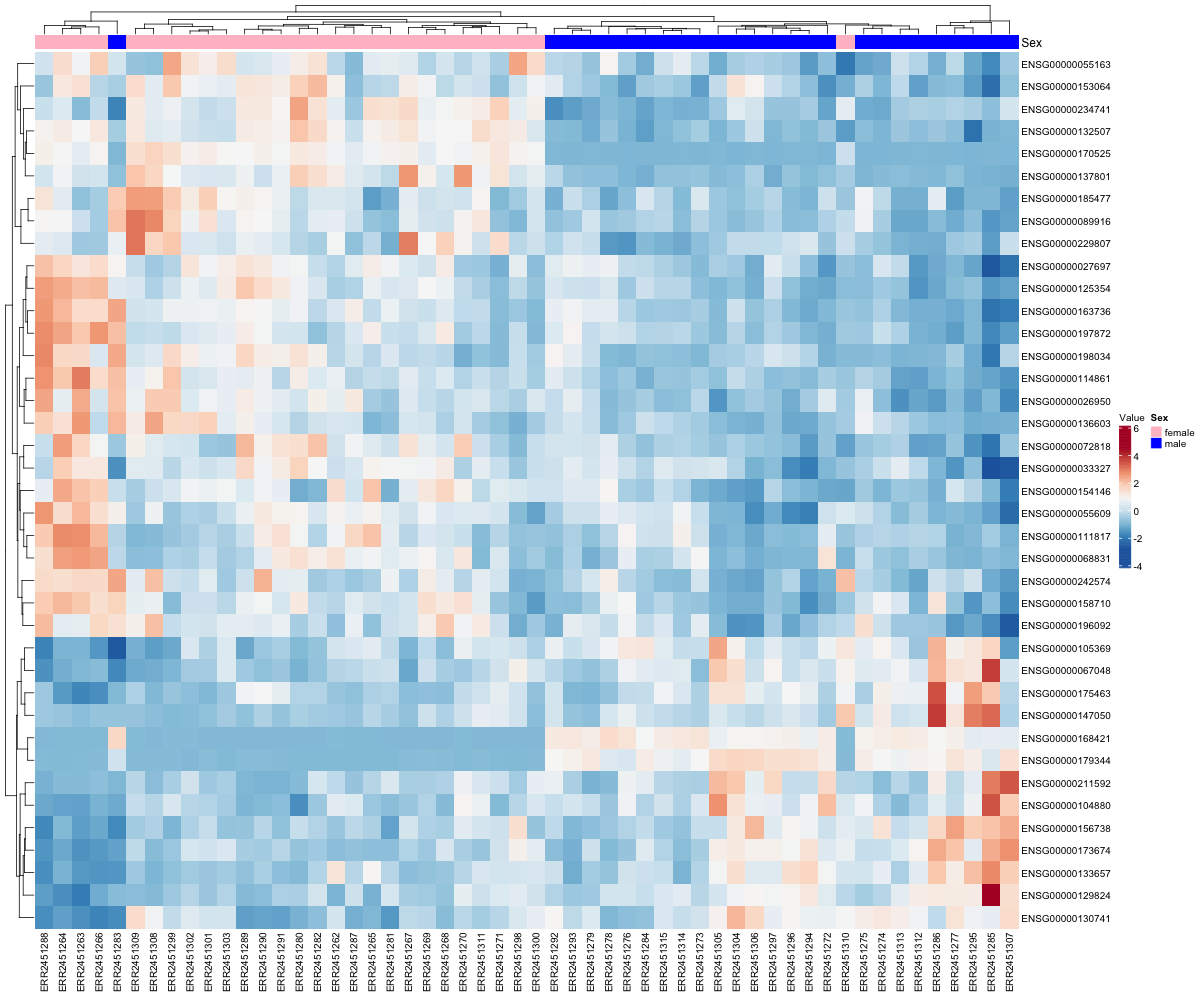 Sex
ENSG00000055163
ENSG00000153064
ENSG00000234741
ENSG00000132507
ENSG00000170525
ENSG00000137801
ENSG00000185477
ENSG00000089916
ENSG00000229807
ENSG00000027697
ENSG00000125354
ENSG00000163736
ENSG00000197872
ENSG00000198034
ENSG00000114861
ENSG00000026950
ENSG00000136603
ENSG00000072818
ENSG00000033327
ENSG00000154146
ENSG00000055609
ENSG00000111817
ENSG00000068831
ENSG00000242574
ENSG00000158710
ENSG00000196092
ENSG00000105369
ENSG00000067048
ENSG00000175463
ENSG00000147050
ENSG00000168421
ENSG00000179344
ENSG00000211592
ENSG00000104880
ENSG00000156738
ENSG00000173674
ENSG00000133657
ENSG00000129824
ENSG00000130741
Value Sex
6
4
2
0
-2
-4
female
male
ERR2451288
ERR2451264
ERR2451263
ERR2451266
ERR2451283
ERR2451309
ERR2451308
ERR2451299
ERR2451302
ERR2451301
ERR2451303
ERR2451289
ERR2451290
ERR2451291
ERR2451280
ERR2451282
ERR2451262
ERR2451287
ERR2451265
ERR2451281
ERR2451267
ERR2451269
ERR2451268
ERR2451270
ERR2451311
ERR2451271
ERR2451298
ERR2451300
ERR2451292
ERR2451293
ERR2451279
ERR2451278
ERR2451276
ERR2451284
ERR2451315
ERR2451314
ERR2451273
ERR2451305
ERR2451304
ERR2451306
ERR2451297
ERR2451296
ERR2451294
ERR2451272
ERR2451310
ERR2451275
ERR2451274
ERR2451313
ERR2451312
ERR2451286
ERR2451277
ERR2451295
ERR2451285
ERR2451307